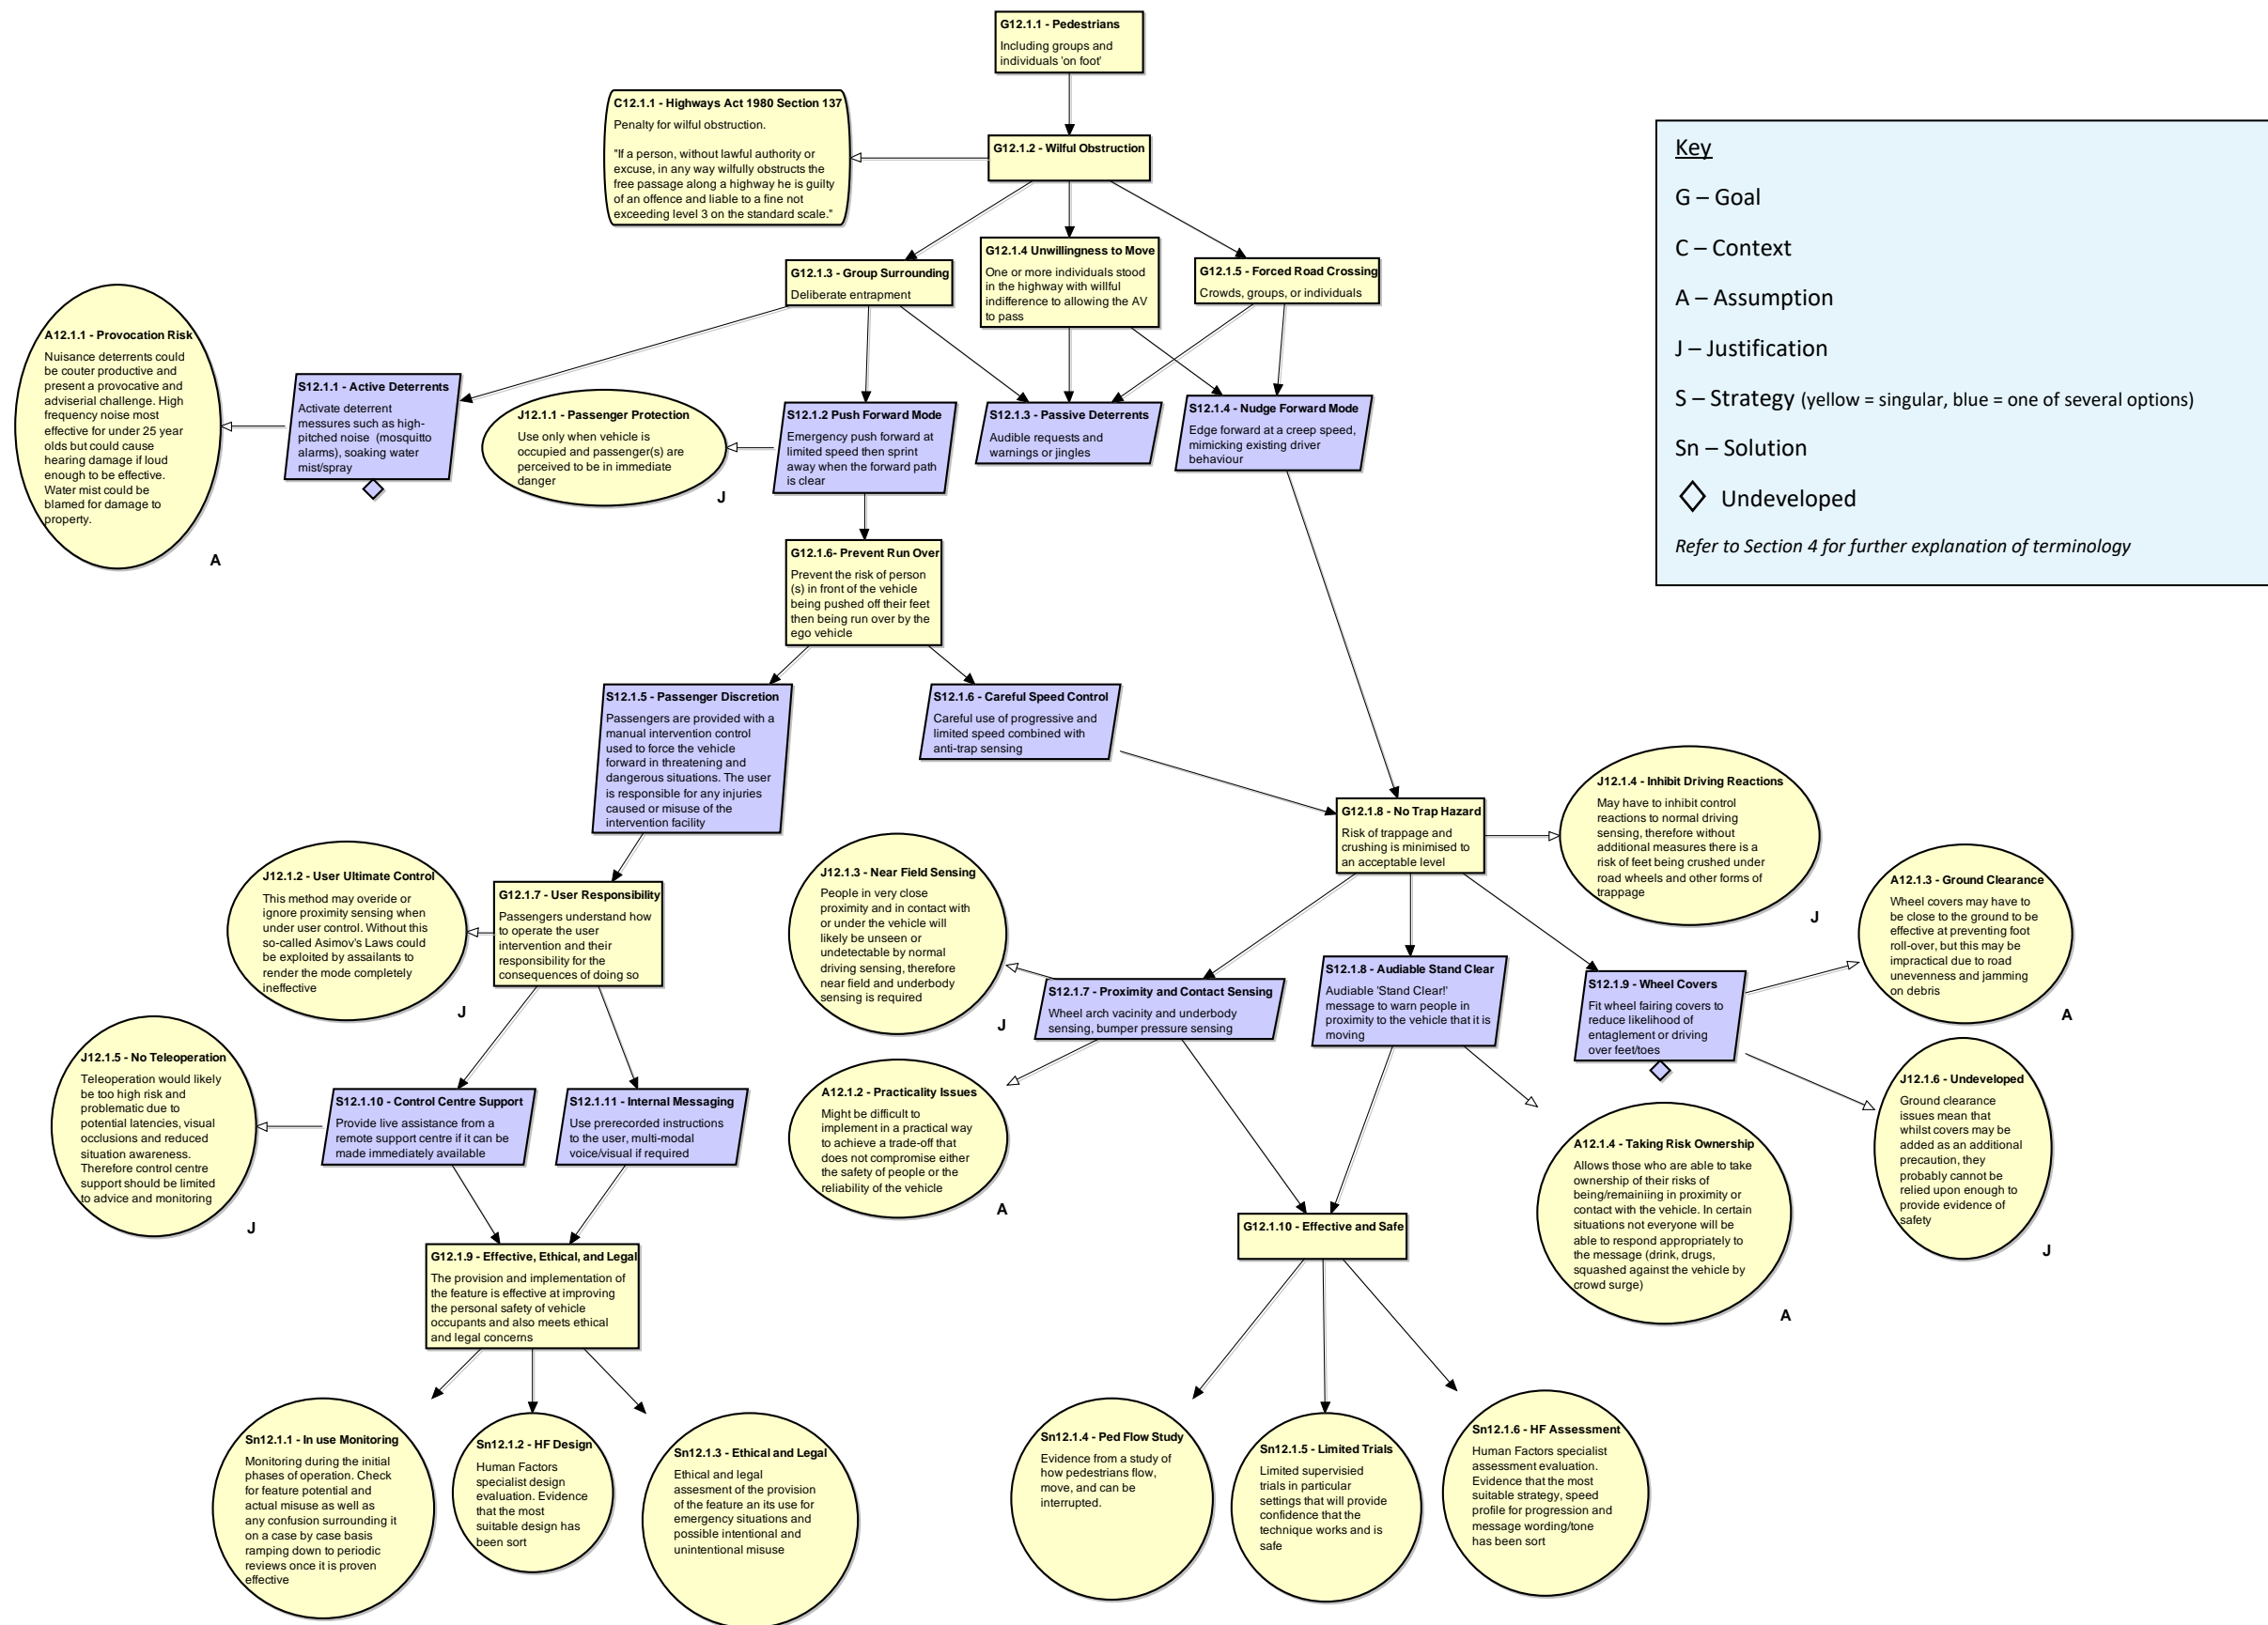 G12.1.1 - Pedestrians
Including groups and
individuals 'on foot'
C12.1.1 - Highways Act 1980 Section 137
Penalty for wilful obstruction.
"If a person, without lawful authority or
excuse, in any way wilfully obstructs the
free passage along a highway he is guilty
of an offence and liable to a fine not
exceeding level 3 on the standard scale."
G12.1.2 - Wilful Obstruction
Key
G – Goal
C – Context
A – Assumption
J – Justification
S – Strategy (yellow = singular, blue = one of several options)
Sn – Solution
Undeveloped
Refer to Section 4 for further explanation of terminology
G12.1.3 - Group Surrounding
Deliberate entrapment
G12.1.4 Unwillingness to Move
One or more individuals stood
in the highway with willful
indifference to allowing the AV
to pass
G12.1.5 - Forced Road Crossing
Crowds, groups, or individuals
A12.1.1 - Provocation Risk
Nuisance deterrents could
be couter productive and
present a provocative and
adviserial challenge. High
frequency noise most
effective for under 25 year
olds but could cause
hearing damage if loud
enough to be effective.
Water mist could be
blamed for damage to
property.
A
S12.1.1 - Active Deterrents
Activate deterrent
messures such as high-
pitched noise (mosquitto
alarms), soaking water
mist/spray
J12.1.1 - Passenger Protection
Use only when vehicle is
occupied and passenger(s) are
perceived to be in immediate
danger
J
S12.1.2 Push Forward Mode
Emergency push forward at
limited speed then sprint
away when the forward path
is clear
S12.1.3 - Passive Deterrents
Audible requests and
warnings or jingles
S12.1.4 - Nudge Forward Mode
Edge forward at a creep speed,
mimicking existing driver
behaviour
G12.1.6- Prevent Run Over
Prevent the risk of person
(s) in front of the vehicle
being pushed off their feet
then being run over by the
ego vehicle
S12.1.5 - Passenger Discretion
Passengers are provided with a
manual intervention control
used to force the vehicle
forward in threatening and
dangerous situations. The user
is responsible for any injuries
caused or misuse of the
intervention facility
S12.1.6 - Careful Speed Control
Careful use of progressive and
limited speed combined with
anti-trap sensing
G12.1.8 - No Trap Hazard
Risk of trappage and
crushing is minimised to
an acceptable level
J12.1.4 - Inhibit Driving Reactions
May have to inhibit control
reactions to normal driving
sensing, therefore without
additional measures there is a
risk of feet being crushed under
road wheels and other forms of
trappage
J
J12.1.2 - User Ultimate Control
This method may overide or
ignore proximity sensing when
under user control. Without this
so-called Asimov's Laws could
be exploited by assailants to
render the mode completely
ineffective
J
G12.1.7 - User Responsibility
Passengers understand how
to operate the user
intervention and their
responsibility for the
consequences of doing so
J12.1.3 - Near Field Sensing
People in very close
proximity and in contact with
or under the vehicle will
likely be unseen or
undetectable by normal
driving sensing, therefore
near field and underbody
sensing is required
J
A12.1.3 - Ground Clearance
Wheel covers may have to
be close to the ground to be
effective at preventing foot
roll-over, but this may be
impractical due to road
unevenness and jamming
on debris
A
S12.1.7 - Proximity and Contact Sensing
Wheel arch vacinity and underbody
sensing, bumper pressure sensing
S12.1.8 - Audiable Stand Clear
Audiable 'Stand Clear!'
message to warn people in
proximity to the vehicle that it is
moving
S12.1.9 - Wheel Covers
Fit wheel fairing covers to
reduce likelihood of
entaglement or driving
over feet/toes
J12.1.5 - No Teleoperation
Teleoperation would likely
be too high risk and
problematic due to
potential latencies, visual
occlusions and reduced
situation awareness.
Therefore control centre
support should be limited
to advice and monitoring
J
S12.1.10 - Control Centre Support
Provide live assistance from a
remote support centre if it can be
made immediately available
S12.1.11 - Internal Messaging
Use prerecorded instructions
to the user, multi-modal
voice/visual if required
A12.1.2 - Practicality Issues
Might be difficult to
implement in a practical way
to achieve a trade-off that
does not compromise either
the safety of people or the
reliability of the vehicle
A
J12.1.6 - Undeveloped
Ground clearance
issues mean that
whilst covers may be
added as an additional
precaution, they
probably cannot be
relied upon enough to
provide evidence of
safety
J
A12.1.4 - Taking Risk Ownership
Allows those who are able to take
ownership of their risks of
being/remainiing in proximity or
contact with the vehicle. In certain
situations not everyone will be
able to respond appropriately to
the message (drink, drugs,
squashed against the vehicle by
crowd surge)
A
G12.1.9 - Effective, Ethical, and Legal
The provision and implementation of
the feature is effective at improving
the personal safety of vehicle
occupants and also meets ethical
and legal concerns
G12.1.10 - Effective and Safe
Sn12.1.1 - In use Monitoring
Monitoring during the initial
phases of operation. Check
for feature potential and
actual misuse as well as
any confusion surrounding it
on a case by case basis
ramping down to periodic
reviews once it is proven
effective
Sn12.1.2 - HF Design
Human Factors
specialist design
evaluation. Evidence
that the most
suitable design has
been sort
Sn12.1.3 - Ethical and Legal
Ethical and legal
assesment of the provision
of the feature an its use for
emergency situations and
possible intentional and
unintentional misuse
Sn12.1.4 - Ped Flow Study
Evidence from a study of
how pedestrians flow,
move, and can be
interrupted.
Sn12.1.5 - Limited Trials
Limited supervisied
trials in particular
settings that will provide
confidence that the
technique works and is
safe
Sn12.1.6 - HF Assessment
Human Factors specialist
assessment evaluation.
Evidence that the most
suitable strategy, speed
profile for progression and
message wording/tone
has been sort